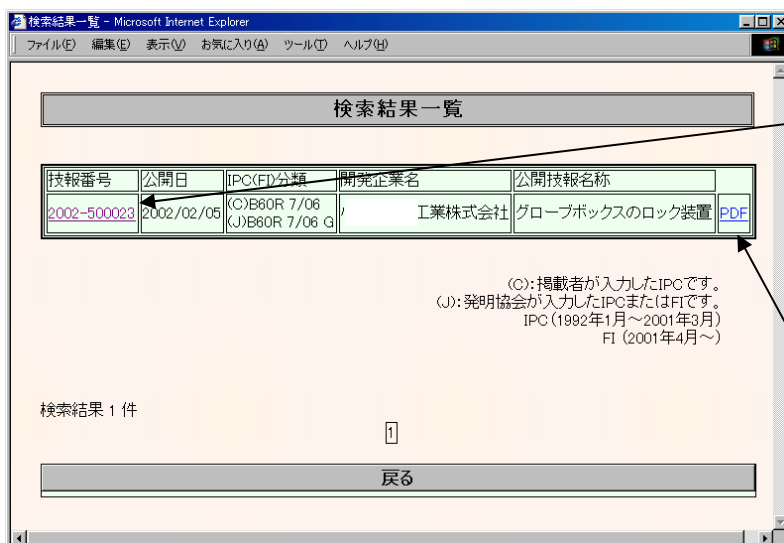 検索結果一覧 - Microsoft Internet Explorer
ファイル(F) 編集(E) 表示(V) お気に入り(A) ツール(T) ヘルプ(H)
検索結果一覧
技報番号 公開日 IPC(FI)分類 開発企業名 公開技報名称
2002-500023 2002/02/05 (C)B60R 7/06 工業株式会社 グローブボックスのロック装置 PDF
(J)B60R 7/06 G
(C):掲載者が入力したIPCです。
(J):発明協会が入力したIPCまたはFIです。
IPC(1992年1月～2001年3月)
FI (2001年4月～)
検索結果 1 件
1
戻る